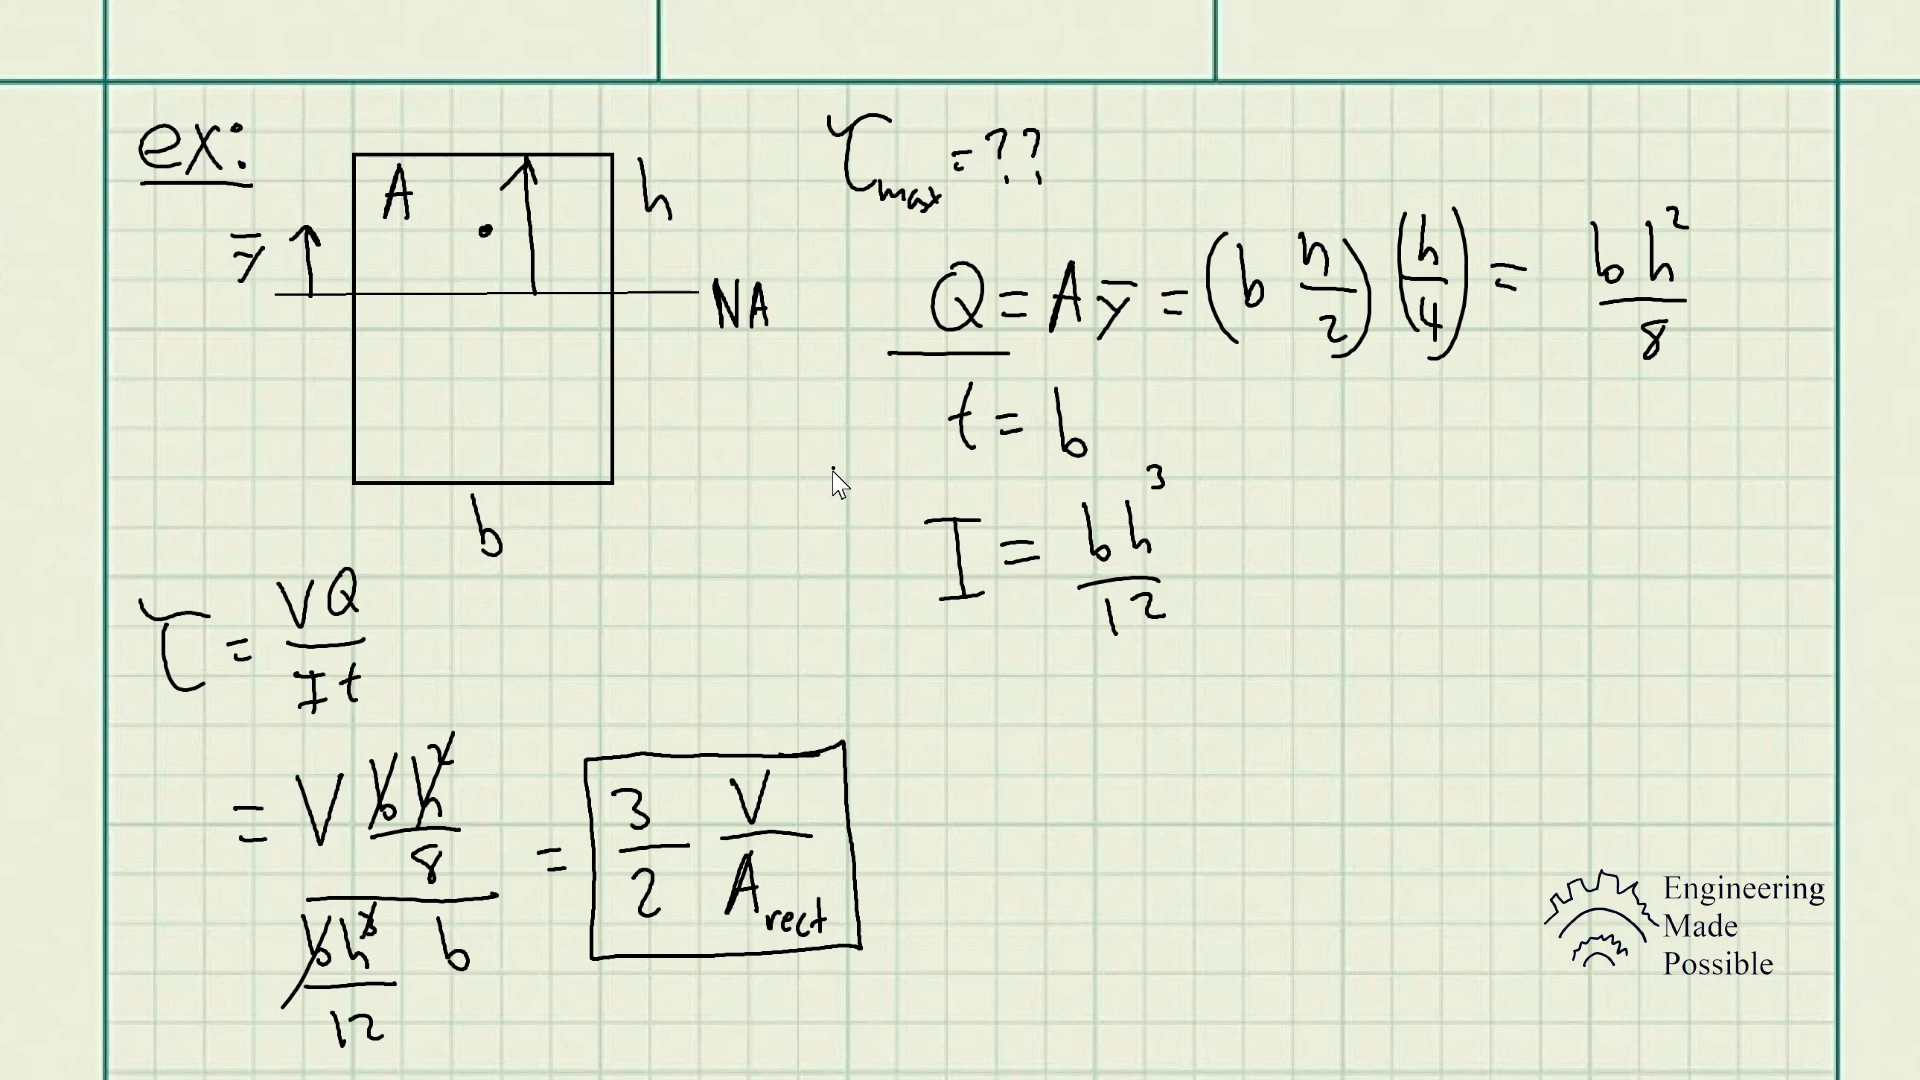 ex:
A
h
ȳ
NA
b
τmax = ??
Q = A ȳ = (b h/2) (h/4) = bh²/8
t = b
I = bh³/12
τ = VQ/It
= V bh²/8 / bh³/12 b = 3/2 V/Arect
Engineering
Made
Possible